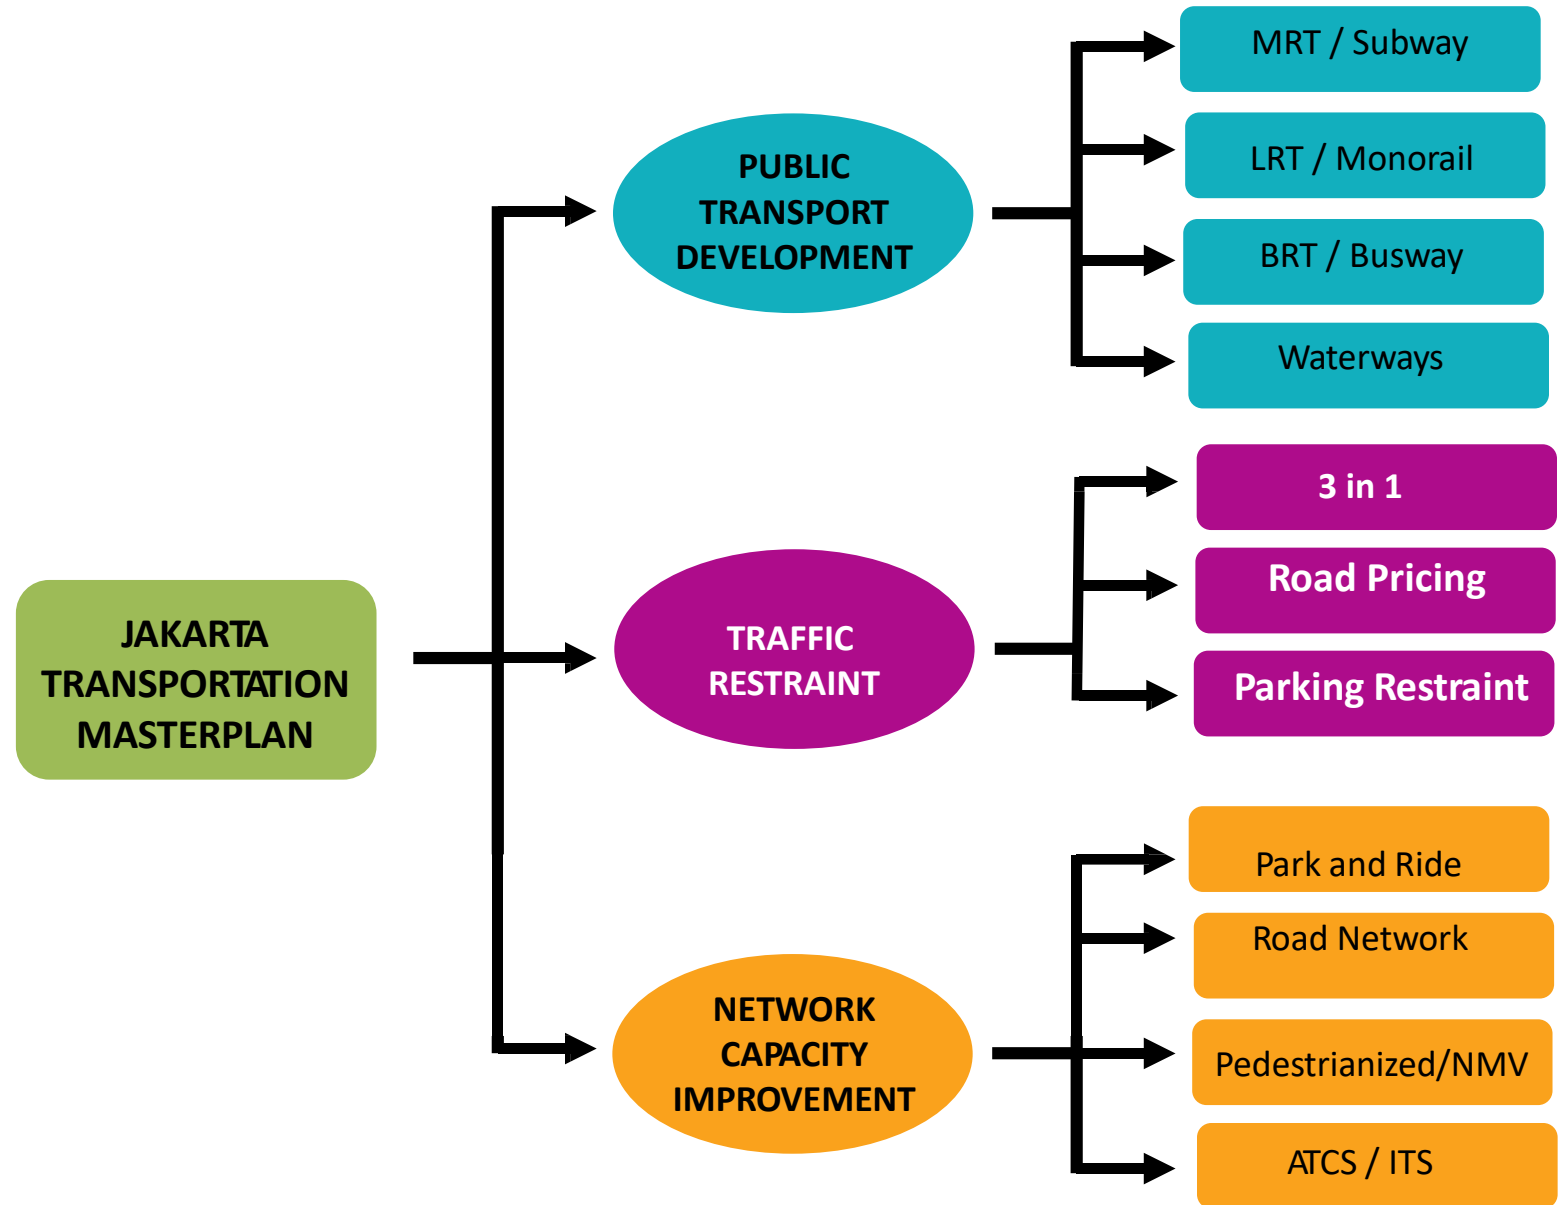 MRT / Subway
LRT / Monorail
BRT / Busway
Waterways
PUBLIC
TRANSPORT
DEVELOPMENT
3 in 1
Road Pricing
Parking Restraint
TRAFFIC
RESTRAINT
JAKARTA
TRANSPORTATION
MASTERPLAN
Park and Ride
Road Network
Pedestrianized/NMV
ATCS / ITS
NETWORK
CAPACITY
IMPROVEMENT